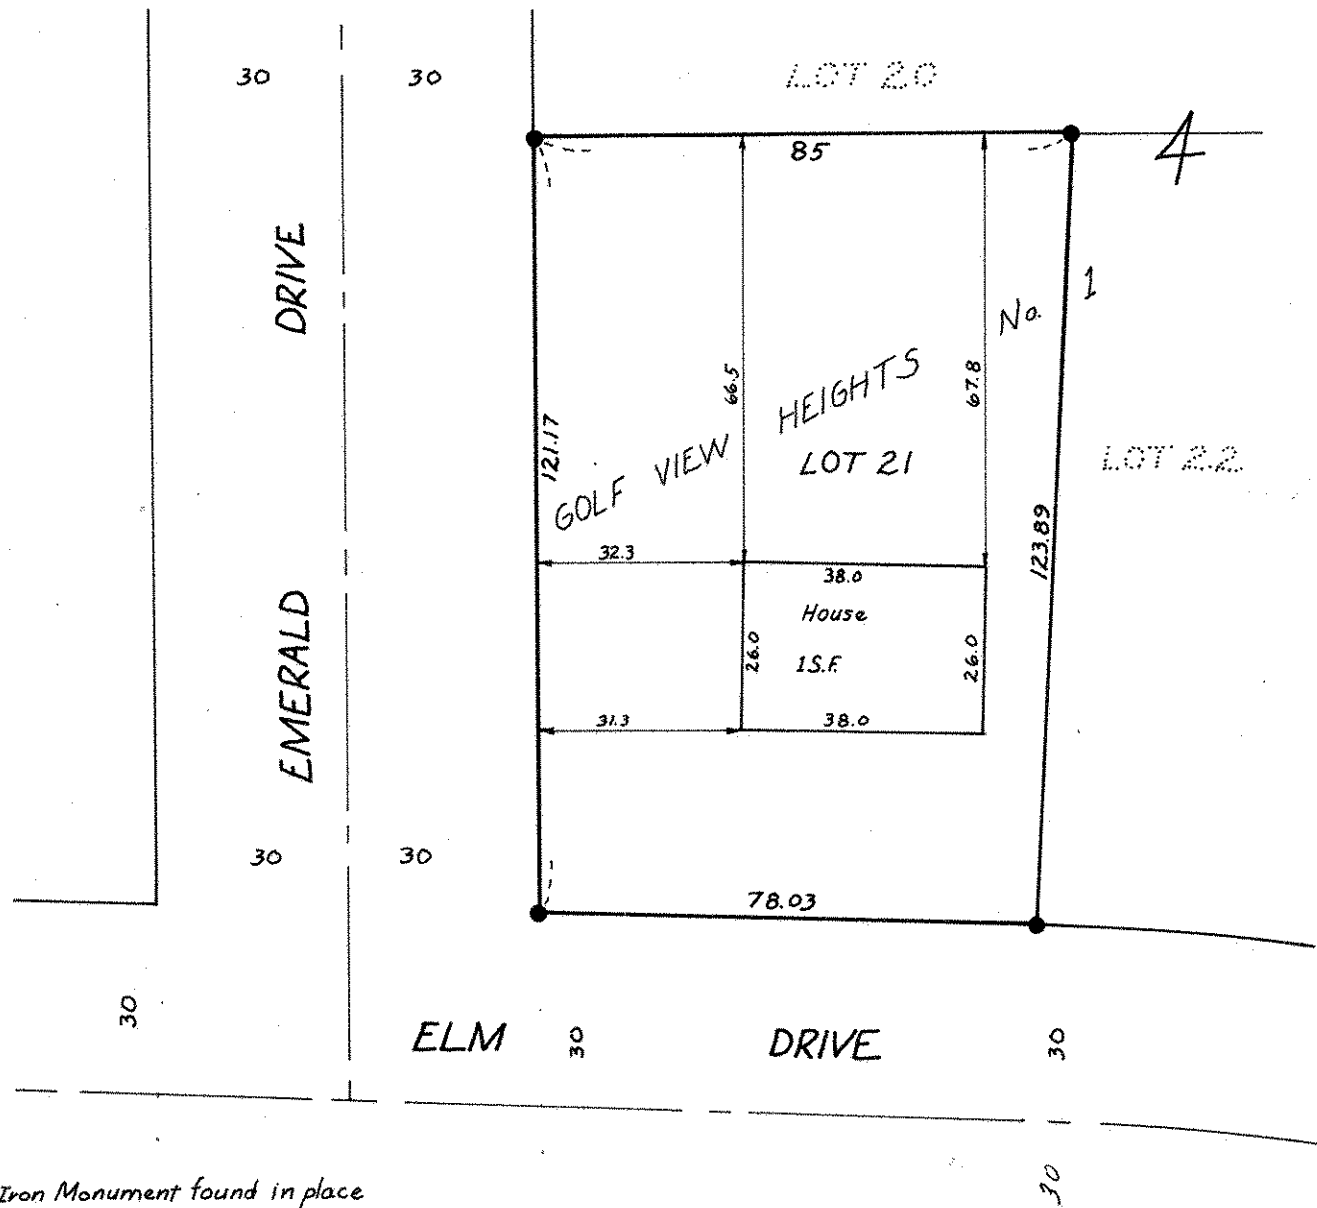 30
30
LOT 20
85
4
DRIVE
No. 1
66.5
67.8
GOLF VIEW HEIGHTS
121.17
LOT 21
LOT 22
123.89
32.3
38.0
House
26.0
1S.F.
26.0
EMERALD
31.3
38.0
30
30
78.03
30
ELM
30
DRIVE
30
30
Iron Monument found in place